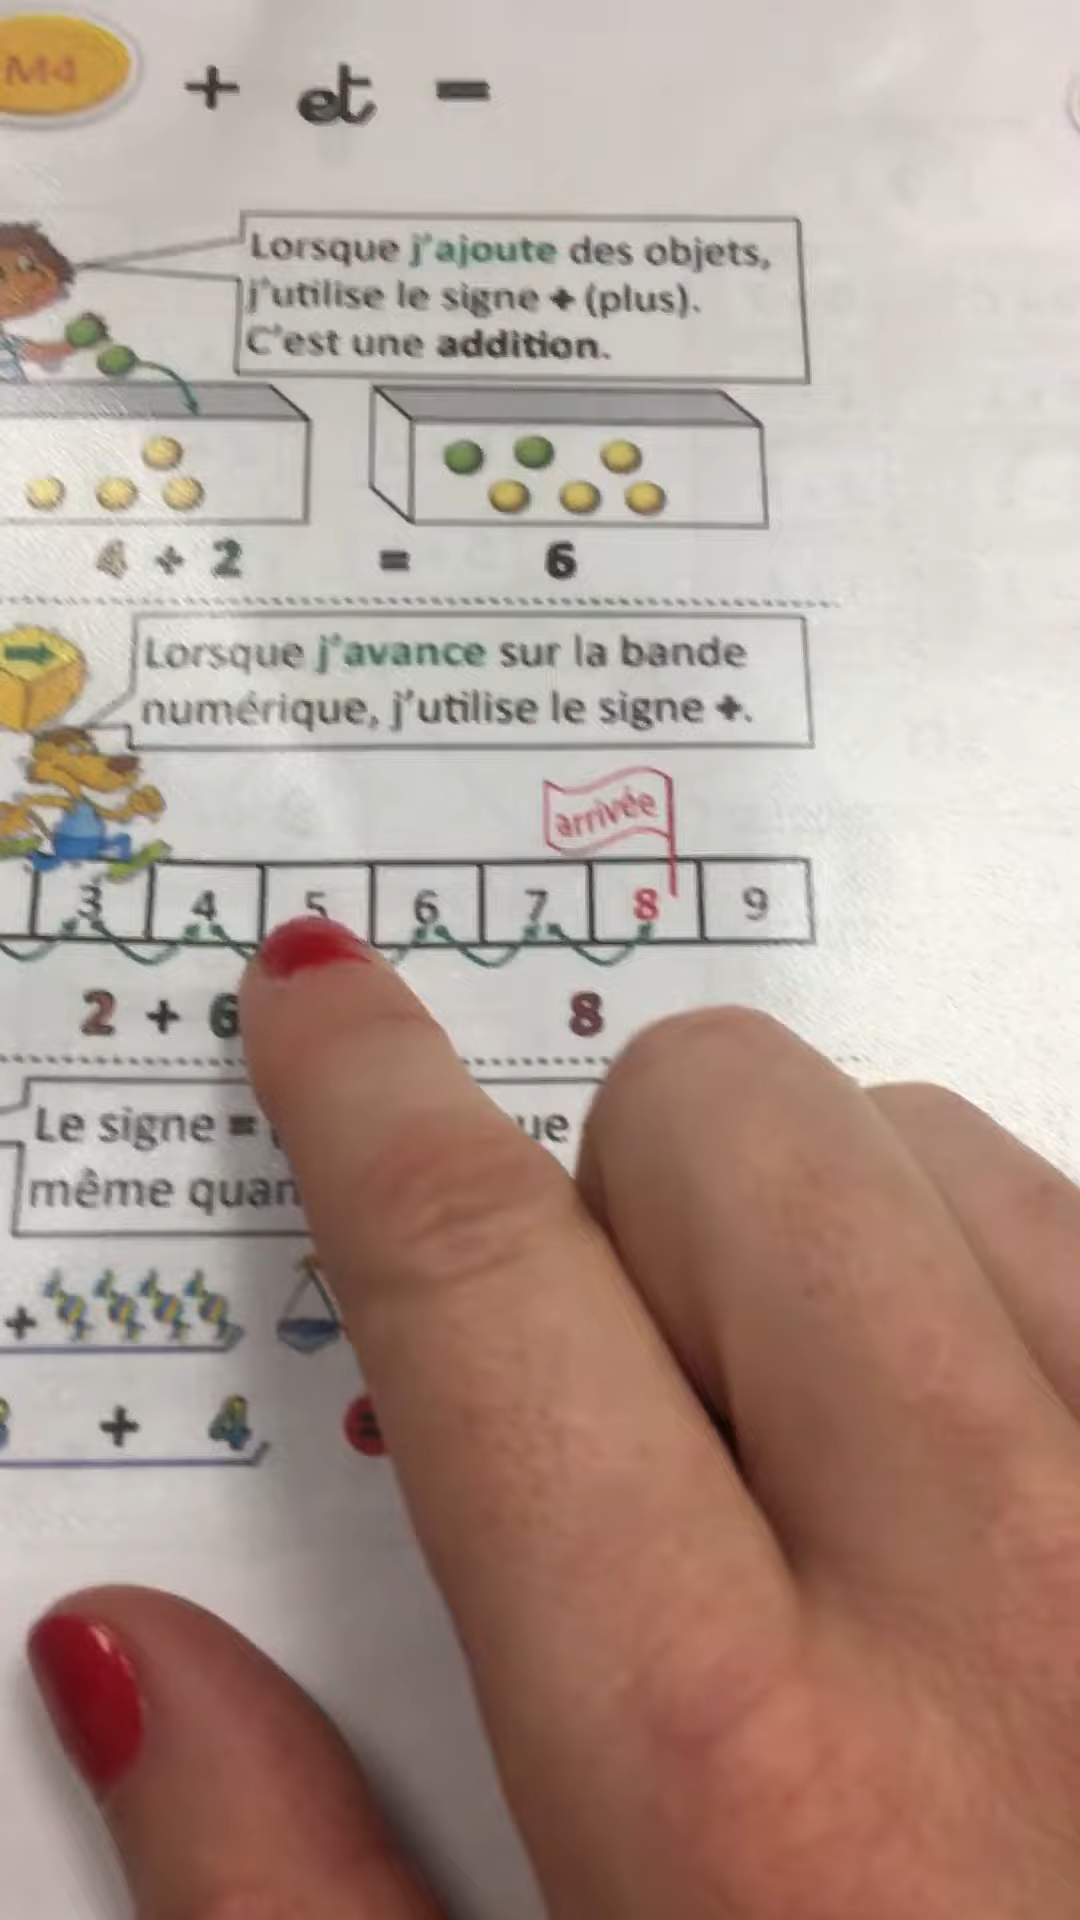 M4
+ et =
Lorsque j'ajoute des objets,
j'utilise le signe + (plus).
C'est une addition.
4 + 2 = 6
Lorsque j'avance sur la bande
numérique, j'utilise le signe +.
arrivée
3 4 5 6 7 8 9
2 + 6 8
Le signe =
même
+
+ 4 =